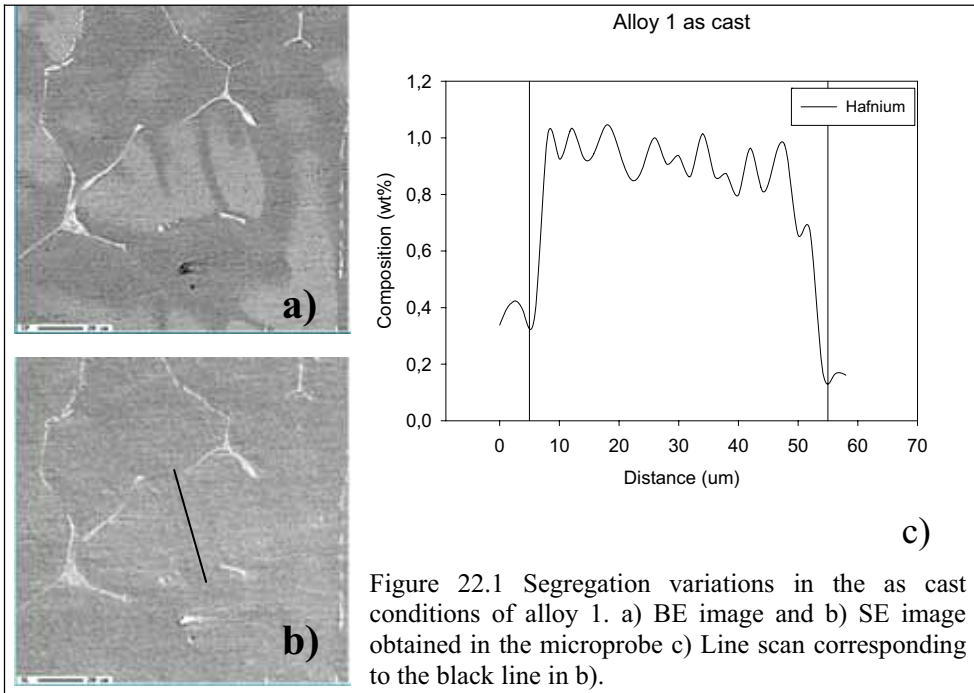 a)
b)
Alloy 1 as cast
Composition (wt%)
1,2
1,0
0,8
0,6
0,4
0,2
0,0
Hafnium
0 10 20 30 40 50 60 70
Distance (um)
c)
Figure 22.1 Segregation variations in the as cast
conditions of alloy 1. a) BE image and b) SE image
obtained in the microprobe c) Line scan corresponding
to the black line in b).